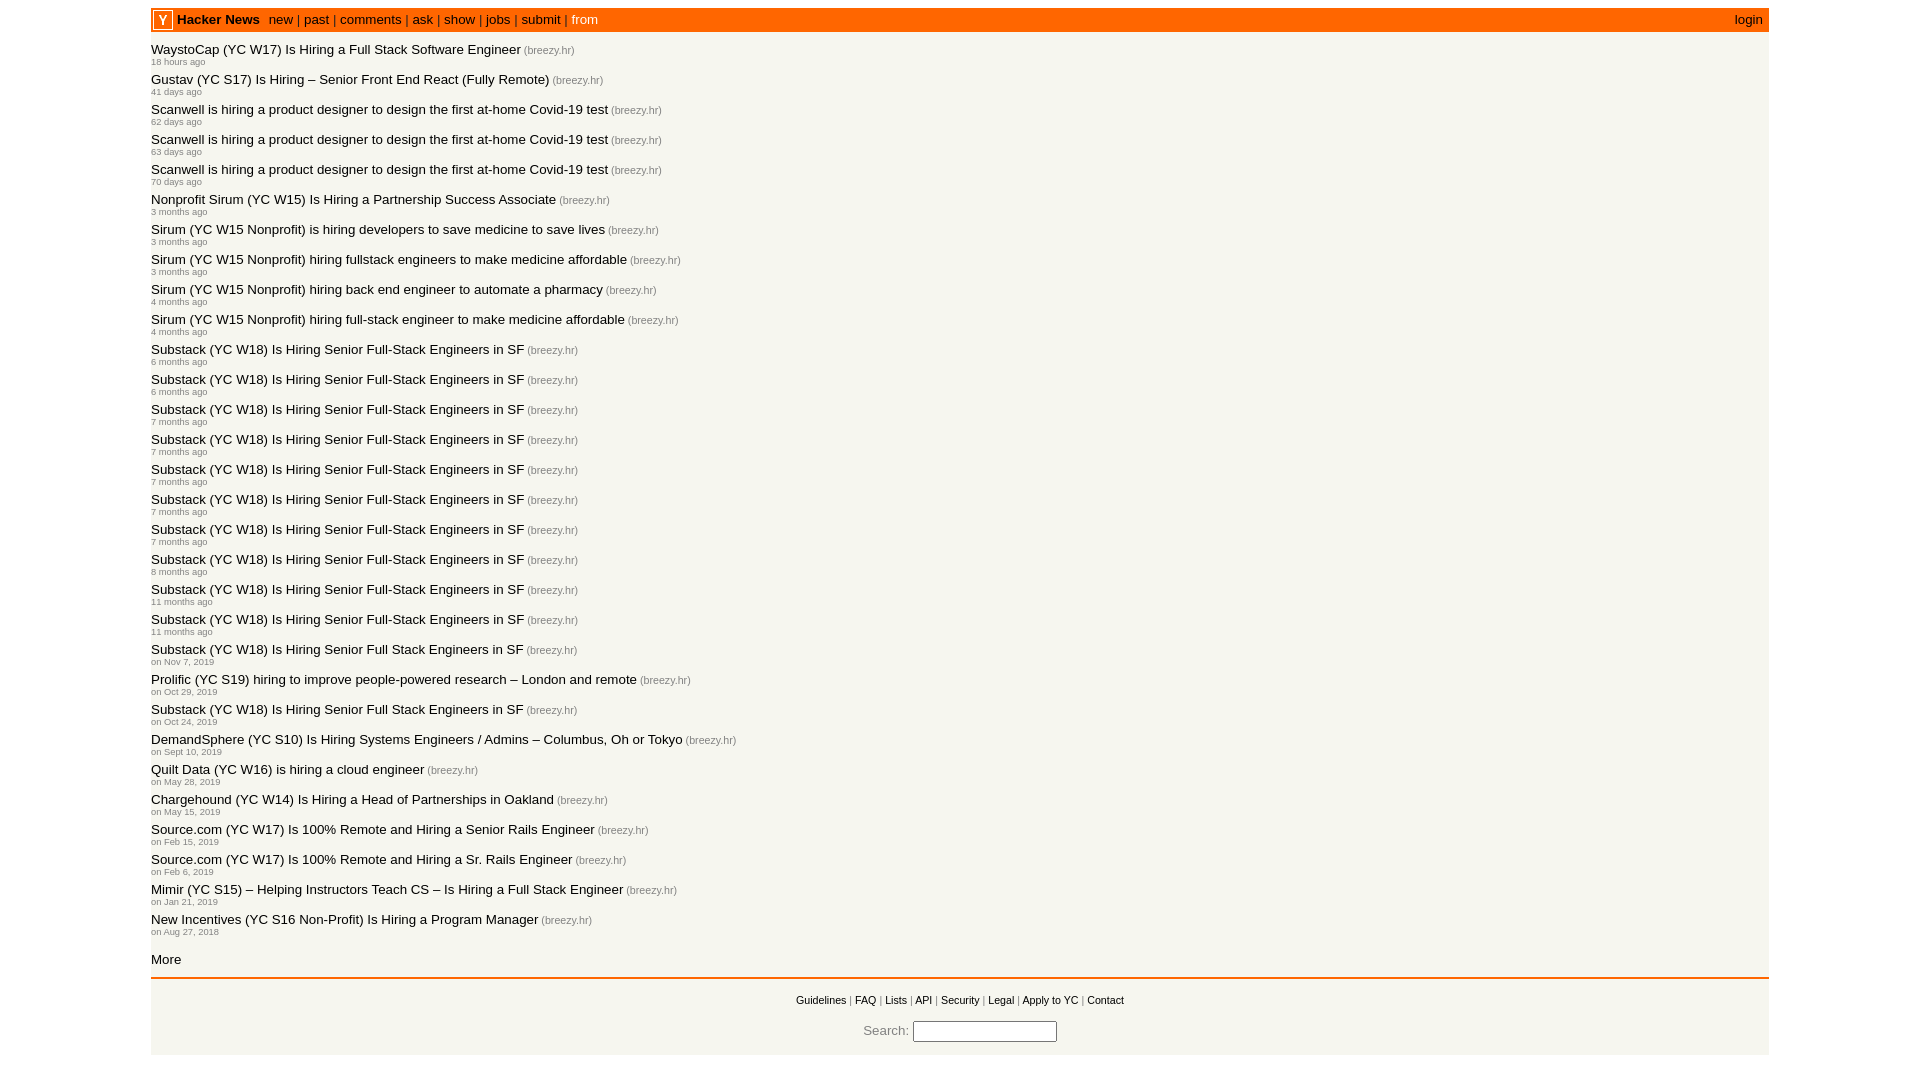 Y Hacker News new | past | comments | ask | show | jobs | submit | from login
WaystoCap (YC W17) Is Hiring a Full Stack Software Engineer (breezy.hr)
18 hours ago
Gustav (YC S17) Is Hiring – Senior Front End React (Fully Remote) (breezy.hr)
41 days ago
Scanwell is hiring a product designer to design the first at-home Covid-19 test (breezy.hr)
62 days ago
Scanwell is hiring a product designer to design the first at-home Covid-19 test (breezy.hr)
63 days ago
Scanwell is hiring a product designer to design the first at-home Covid-19 test (breezy.hr)
70 days ago
Nonprofit Sirum (YC W15) Is Hiring a Partnership Success Associate (breezy.hr)
3 months ago
Sirum (YC W15 Nonprofit) is hiring developers to save medicine to save lives (breezy.hr)
3 months ago
Sirum (YC W15 Nonprofit) hiring fullstack engineers to make medicine affordable (breezy.hr)
3 months ago
Sirum (YC W15 Nonprofit) hiring back end engineer to automate a pharmacy (breezy.hr)
4 months ago
Sirum (YC W15 Nonprofit) hiring full-stack engineer to make medicine affordable (breezy.hr)
4 months ago
Substack (YC W18) Is Hiring Senior Full-Stack Engineers in SF (breezy.hr)
6 months ago
Substack (YC W18) Is Hiring Senior Full-Stack Engineers in SF (breezy.hr)
6 months ago
Substack (YC W18) Is Hiring Senior Full-Stack Engineers in SF (breezy.hr)
7 months ago
Substack (YC W18) Is Hiring Senior Full-Stack Engineers in SF (breezy.hr)
7 months ago
Substack (YC W18) Is Hiring Senior Full-Stack Engineers in SF (breezy.hr)
7 months ago
Substack (YC W18) Is Hiring Senior Full-Stack Engineers in SF (breezy.hr)
7 months ago
Substack (YC W18) Is Hiring Senior Full-Stack Engineers in SF (breezy.hr)
7 months ago
Substack (YC W18) Is Hiring Senior Full-Stack Engineers in SF (breezy.hr)
8 months ago
Substack (YC W18) Is Hiring Senior Full-Stack Engineers in SF (breezy.hr)
11 months ago
Substack (YC W18) Is Hiring Senior Full-Stack Engineers in SF (breezy.hr)
11 months ago
Substack (YC W18) Is Hiring Senior Full Stack Engineers in SF (breezy.hr)
on Nov 7, 2019
Prolific (YC S19) hiring to improve people-powered research – London and remote (breezy.hr)
on Oct 29, 2019
Substack (YC W18) Is Hiring Senior Full Stack Engineers in SF (breezy.hr)
on Oct 24, 2019
DemandSphere (YC S10) Is Hiring Systems Engineers / Admins – Columbus, Oh or Tokyo (breezy.hr)
on Sept 10, 2019
Quilt Data (YC W16) is hiring a cloud engineer (breezy.hr)
on May 28, 2019
Chargehound (YC W14) Is Hiring a Head of Partnerships in Oakland (breezy.hr)
on May 15, 2019
Source.com (YC W17) Is 100% Remote and Hiring a Senior Rails Engineer (breezy.hr)
on Feb 15, 2019
Source.com (YC W17) Is 100% Remote and Hiring a Sr. Rails Engineer (breezy.hr)
on Feb 6, 2019
Mimir (YC S15) – Helping Instructors Teach CS – Is Hiring a Full Stack Engineer (breezy.hr)
on Jan 21, 2019
New Incentives (YC S16 Non-Profit) Is Hiring a Program Manager (breezy.hr)
on Aug 27, 2018
More
Guidelines | FAQ | Lists | API | Security | Legal | Apply to YC | Contact
Search: